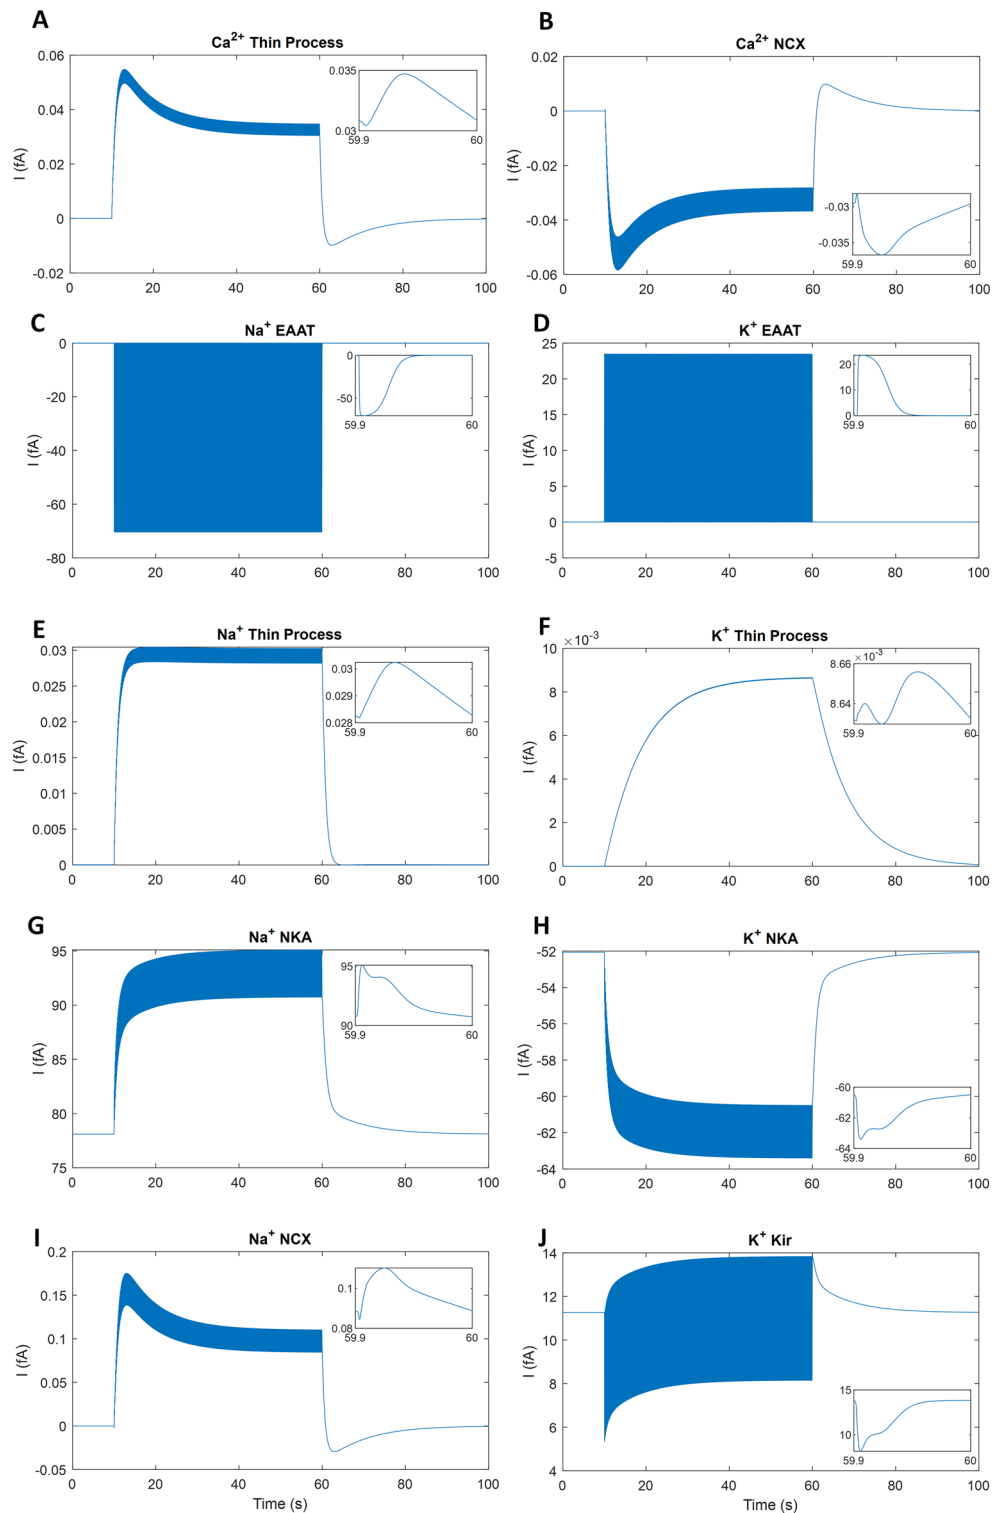 A
Ca2+ Thin Process
0.06
0.04
0.02
0
-0.02
I (fA)
0 20 40 60 80 100
0.035
0.03
59.9 60
B
Ca2+ NCX
0.02
0
-0.02
-0.04
-0.06
I (fA)
0 20 40 60 80 100
-0.03
-0.035
59.9 60
C
Na+ EAAT
0
-20
-40
-60
-80
I (fA)
0 20 40 60 80 100
0
-50
59.9 60
D
K+ EAAT
25
20
15
10
5
0
-5
I (fA)
0 20 40 60 80 100
20
10
0
59.9 60
E
Na+ Thin Process
0.03
0.025
0.02
0.015
0.01
0.005
0
I (fA)
0 20 40 60 80 100
0.03
0.029
0.028
59.9 60
F
K+ Thin Process
×10-3
10
8
6
4
2
0
I (fA)
0 20 40 60 80 100
×10-3
8.66
8.64
59.9 60
G
Na+ NKA
95
90
85
80
75
I (fA)
0 20 40 60 80 100
95
90
59.9 60
H
K+ NKA
-52
-54
-56
-58
-60
-62
-64
I (fA)
0 20 40 60 80 100
-60
-62
-64
59.9 60
I
Na+ NCX
0.2
0.15
0.1
0.05
0
-0.05
I (fA)
0 20 40 60 80 100
Time (s)
0.1
0.08
59.9 60
J
K+ Kir
14
12
10
8
6
4
I (fA)
0 20 40 60 80 100
Time (s)
15
10
59.9 60